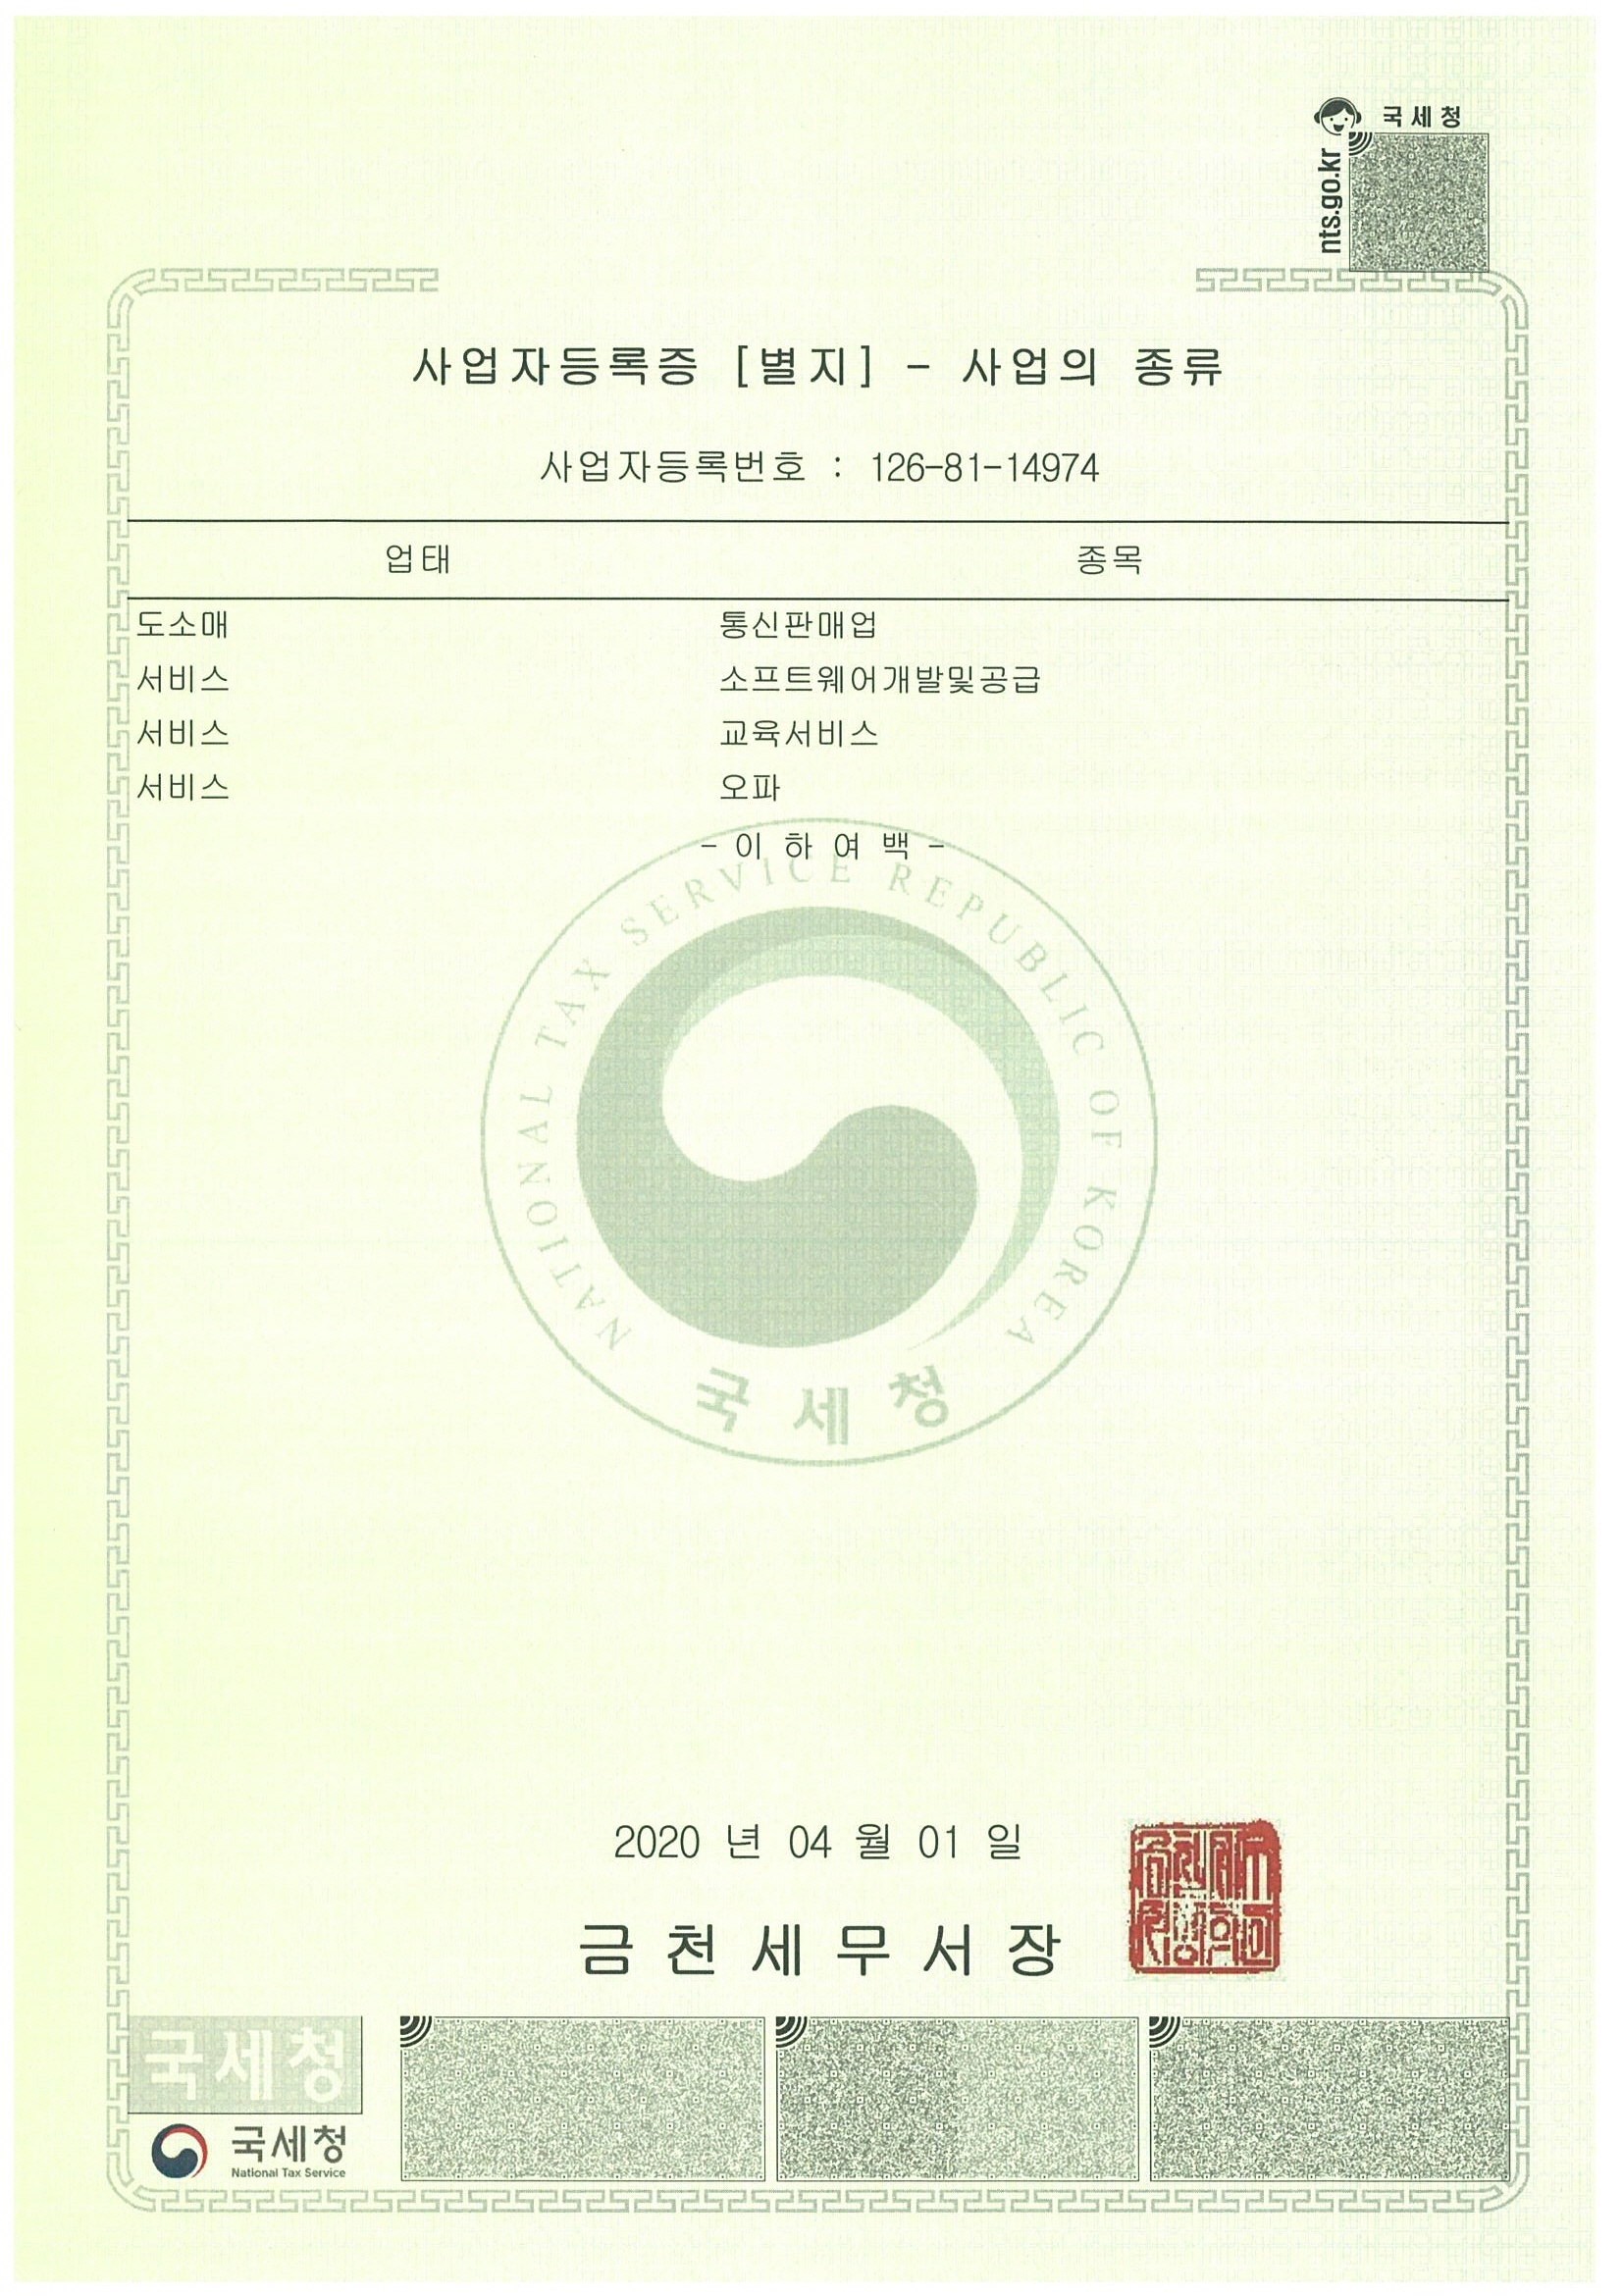 국세청
nts.go.kr
사업자등록증 [별지] - 사업의 종류
사업자등록번호 : 126-81-14974
업태 종목
도소매 통신판매업
서비스 소프트웨어개발및공급
서비스 교육서비스
서비스 오파
- 이 하 여 백 -
NATIONAL TAX SERVICE REPUBLIC OF KOREA
국세청
2020 년 04 월 01 일
금천세무서장
국세청
국세청
National Tax Service